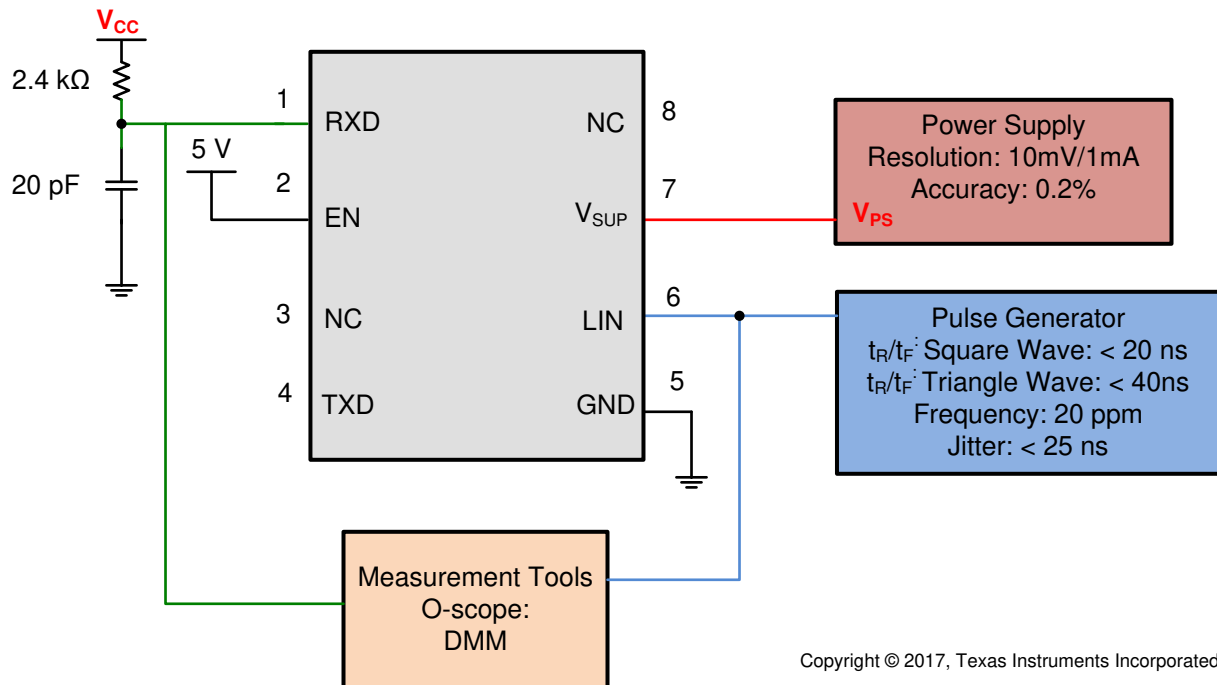 VCC
2.4 kΩ
20 pF
5 V
1
2
3
4
RXD
EN
NC
TXD
NC
VSUP
LIN
GND
8
7
6
5
Power Supply
Resolution: 10mV/1mA
Accuracy: 0.2%
VPS
Pulse Generator
tR/tF: Square Wave: < 20 ns
tR/tF: Triangle Wave: < 40ns
Frequency: 20 ppm
Jitter: < 25 ns
Measurement Tools
O-scope:
DMM
Copyright © 2017, Texas Instruments Incorporated